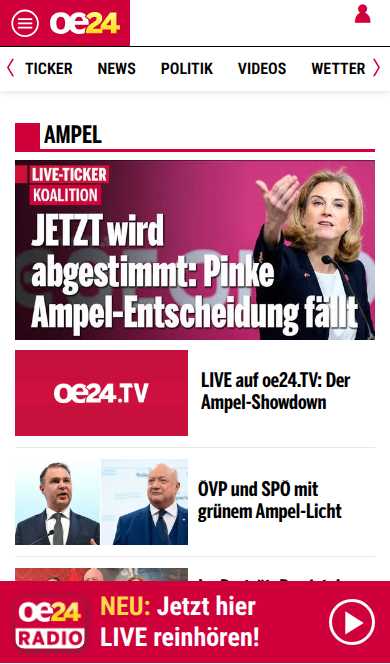 oe24
TICKER NEWS POLITIK VIDEOS WETTER
AMPEL
LIVE-TICKER
KOALITION
JETZT wird
abgestimmt: Pinke
Ampel-Entscheidung fällt
oe24.TV
LIVE auf oe24.TV: Der
Ampel-Showdown
ÖVP und SPÖ mit
grünem Ampel-Licht
oe24
RADIO
NEU: Jetzt hier
LIVE reinhören!